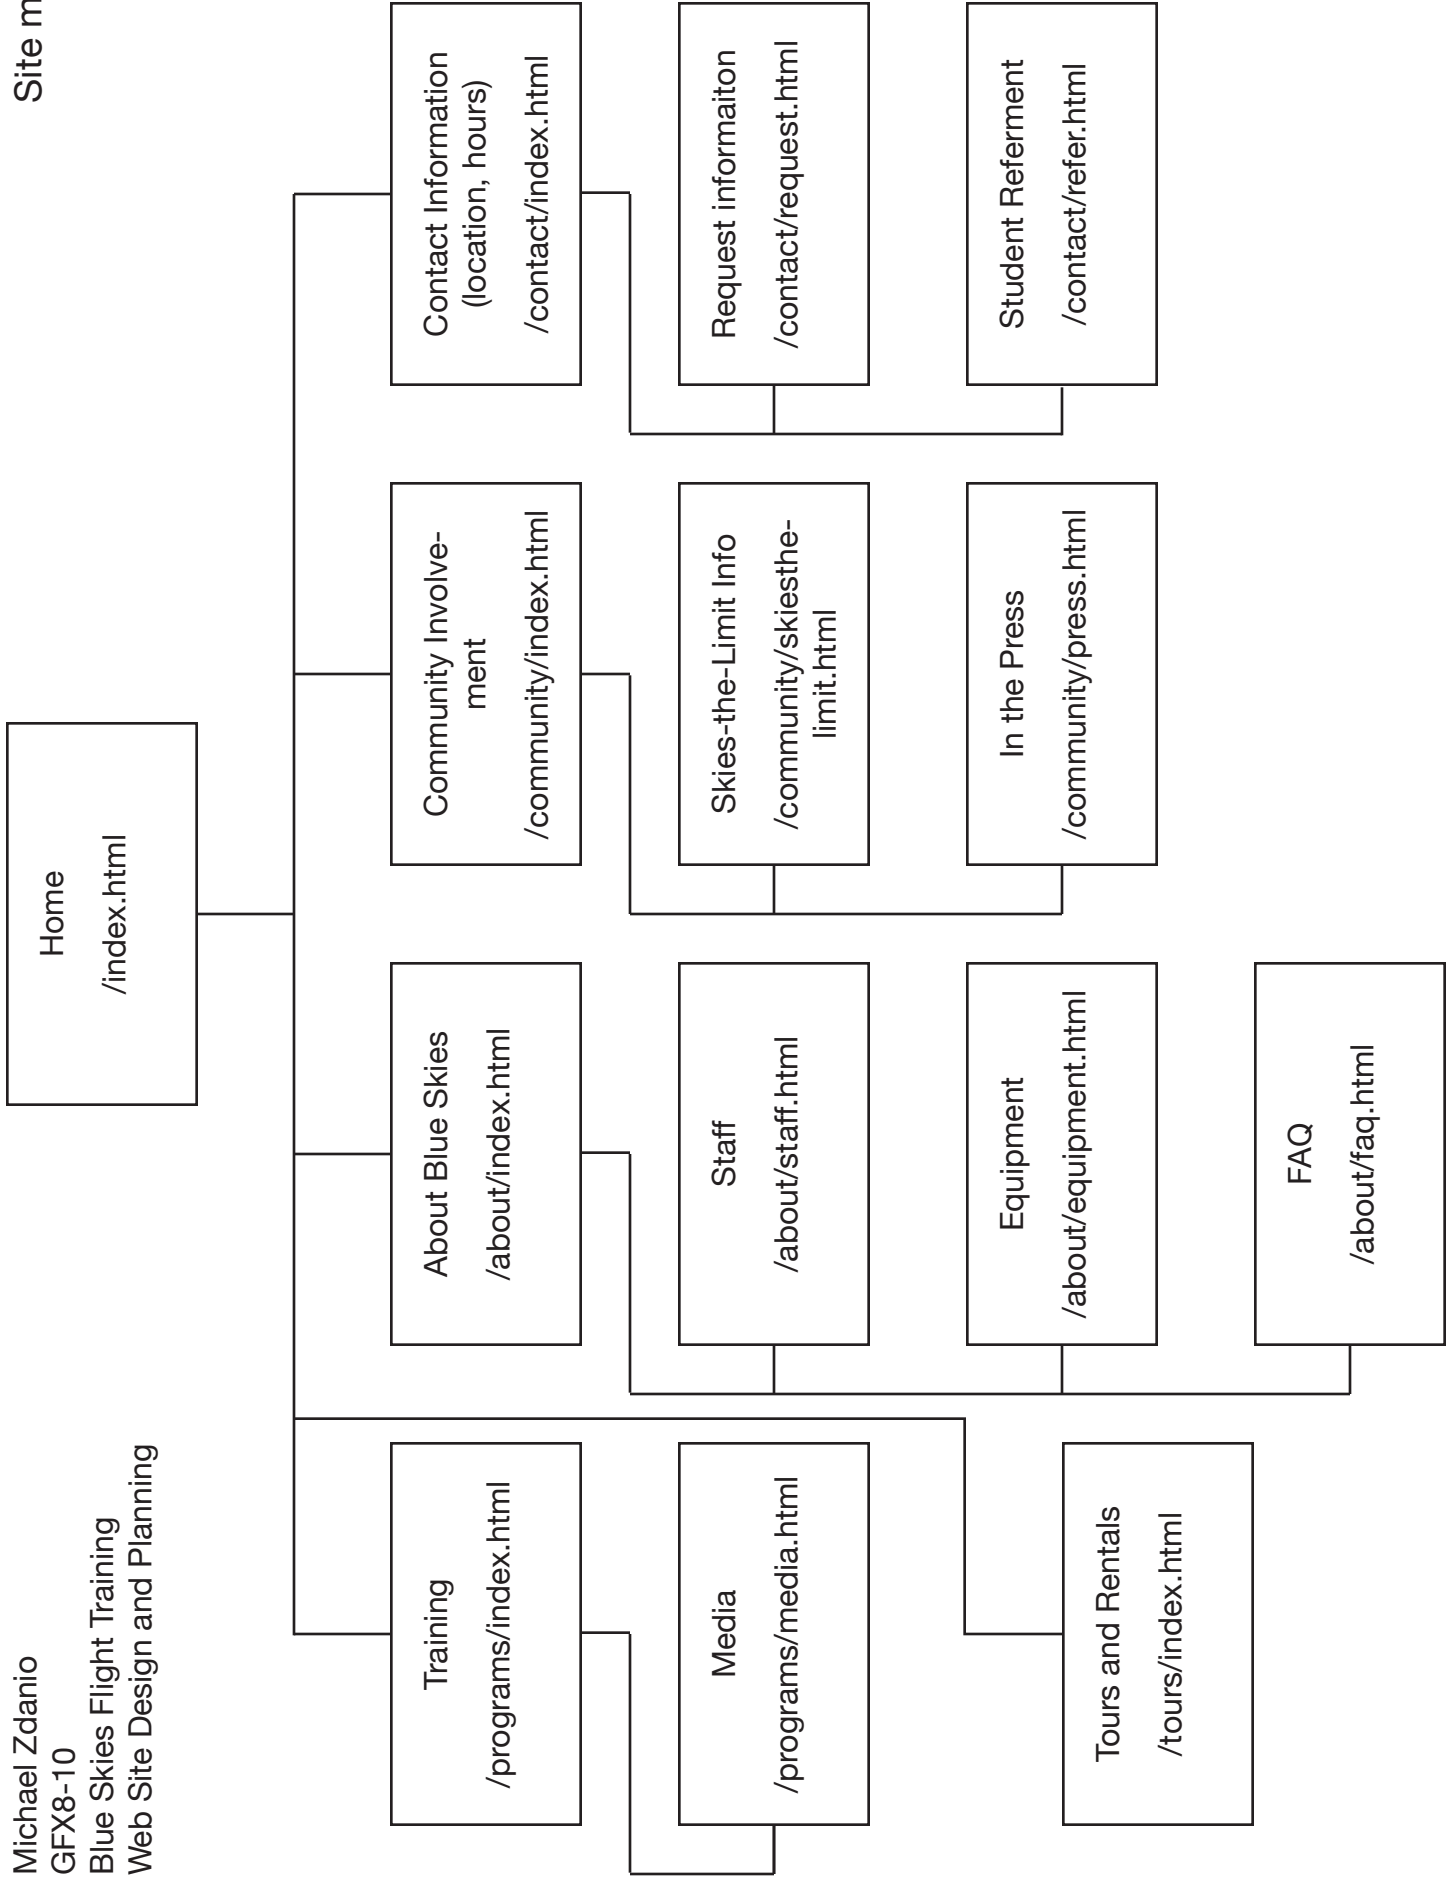 Michael Zdanio
GFX8-10
Blue Skies Flight Training
Web Site Design and Planning
Site m
Home
/index.html
Training
/programs/index.html
Media
/programs/media.html
Tours and Rentals
/tours/index.html
About Blue Skies
/about/index.html
Staff
/about/staff.html
Equipment
/about/equipment.html
FAQ
/about/faq.html
Community Involve-
ment
/community/index.html
Skies-the-Limit Info
/community/skiesthe-
limit.html
In the Press
/community/press.html
Contact Information
(location, hours)
/contact/index.html
Request informaiton
/contact/request.html
Student Referment
/contact/refer.html